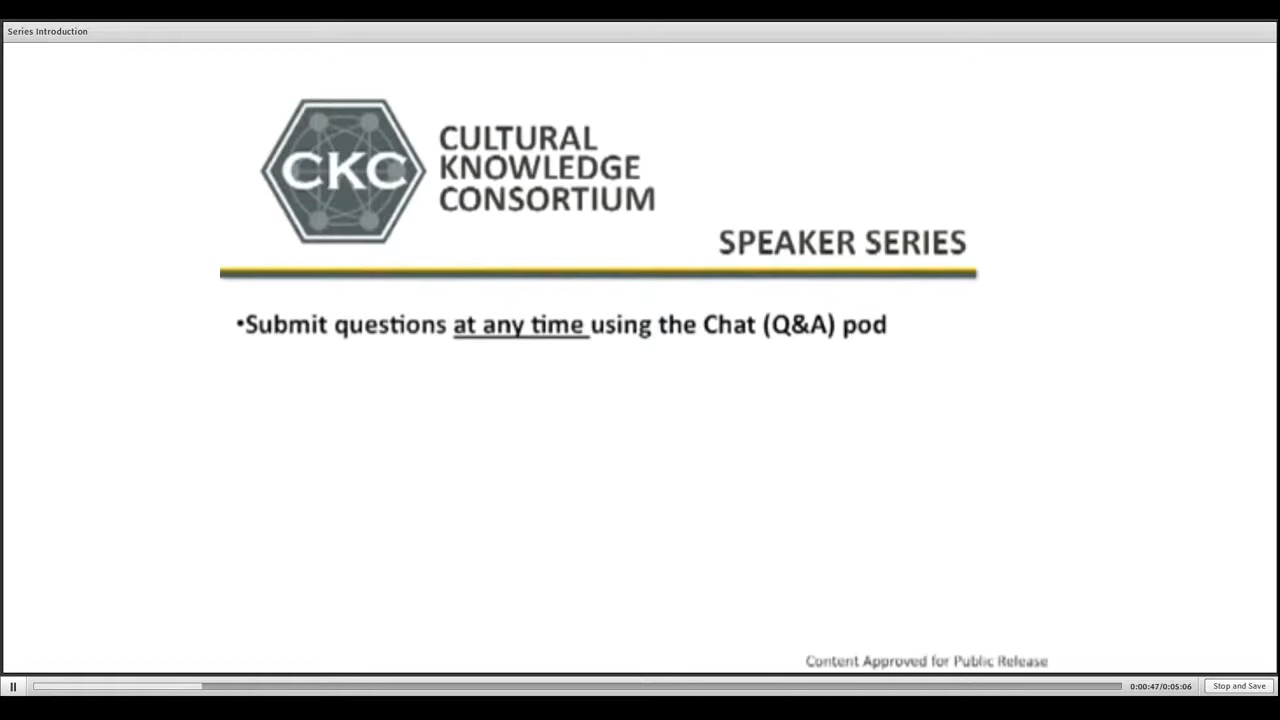 Series Introduction
CKC
CULTURAL
KNOWLEDGE
CONSORTIUM
SPEAKER SERIES
•Submit questions at any time using the Chat (Q&A) pod
Content Approved for Public Release
0:00:47/0:05:06
Stop and Save